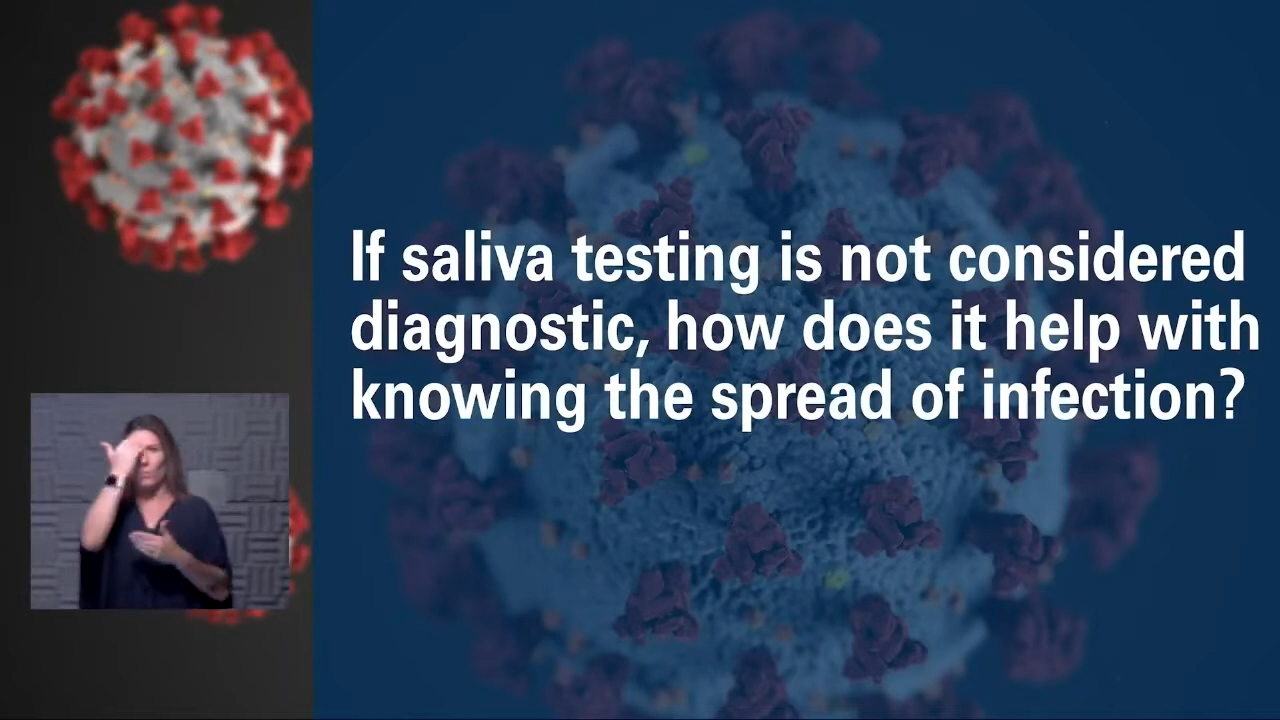 If saliva testing is not considered
diagnostic, how does it help with
knowing the spread of infection?